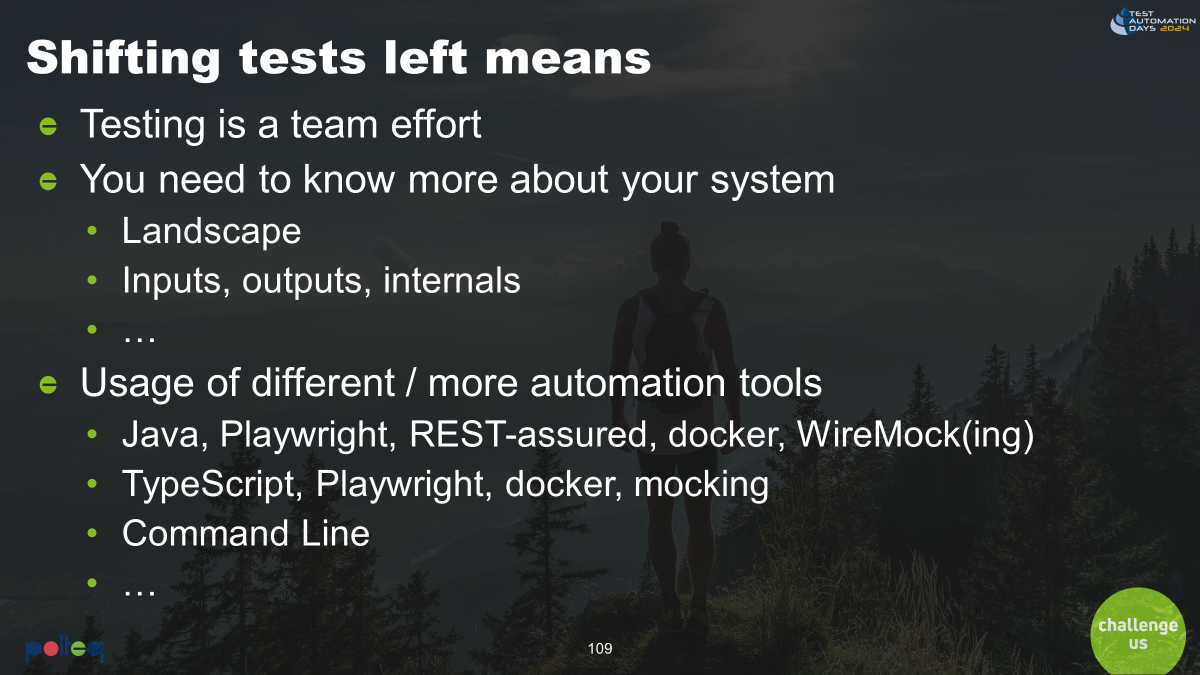 TEST
AUTOMATION
DAYS 2024
Shifting tests left means
Testing is a team effort
You need to know more about your system
• Landscape
• Inputs, outputs, internals
• …
Usage of different / more automation tools
• Java, Playwright, REST-assured, docker, WireMock(ing)
• TypeScript, Playwright, docker, mocking
• Command Line
• …
polteq
109
challenge
us